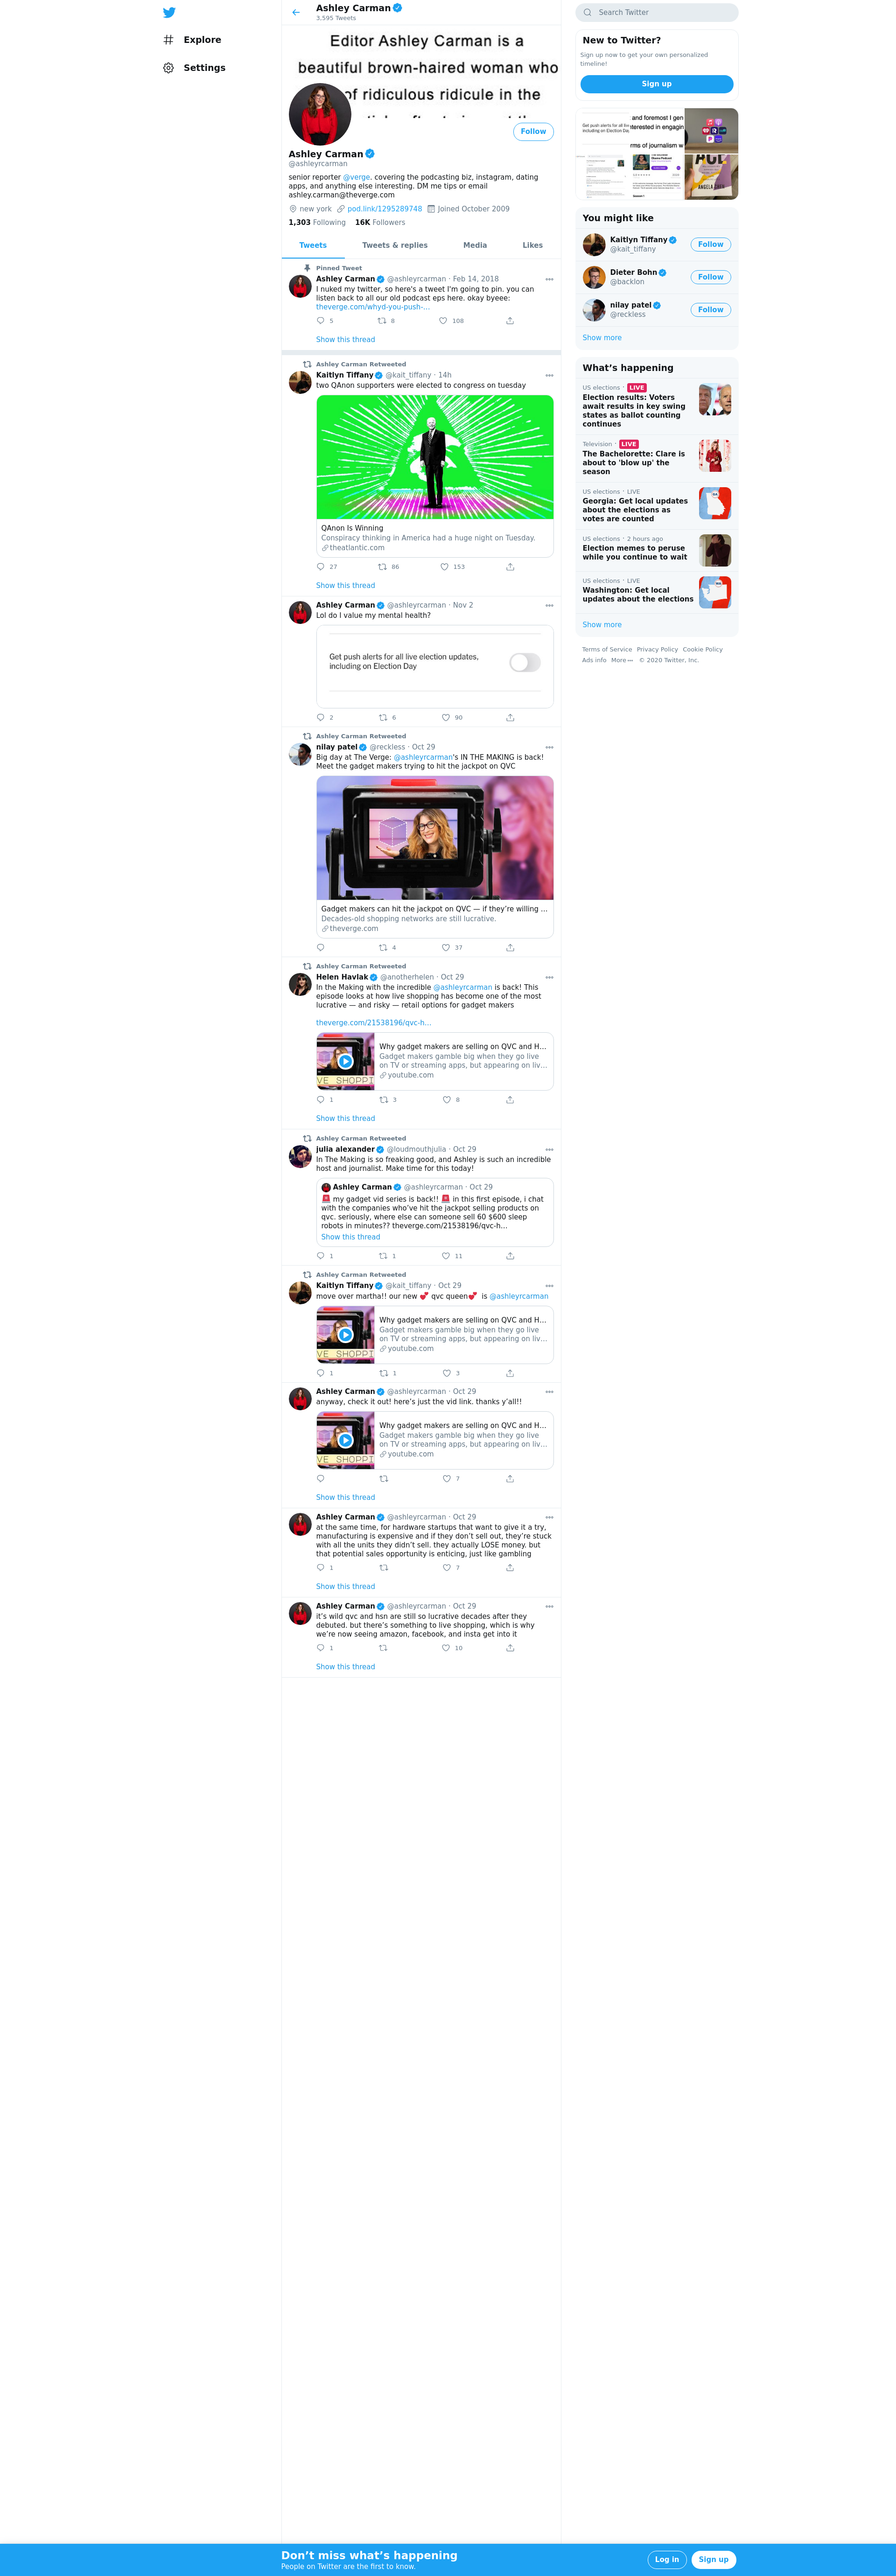 Explore
Settings
Ashley Carman
3,595 Tweets
Editor Ashley Carman is a
beautiful brown-haired woman who
of ridiculous ridicule in the
Follow
Ashley Carman
@ashleyrcarman
senior reporter @verge. covering the podcasting biz, instagram, dating
apps, and anything else interesting. DM me tips or email
ashley.carman@theverge.com
new york pod.link/1295289748 Joined October 2009
1,303 Following 16K Followers
Tweets Tweets & replies Media Likes
Pinned Tweet
Ashley Carman @ashleyrcarman · Feb 14, 2018
I nuked my twitter, so here's a tweet I'm going to pin. you can
listen back to all our old podcast eps here. okay byeee:
theverge.com/whyd-you-push-…
5 8 108
Show this thread
Ashley Carman Retweeted
Kaitlyn Tiffany @kait_tiffany · 14h
two QAnon supporters were elected to congress on tuesday
QAnon Is Winning
Conspiracy thinking in America had a huge night on Tuesday.
theatlantic.com
27 86 153
Show this thread
Ashley Carman @ashleyrcarman · Nov 2
Lol do I value my mental health?
Get push alerts for all live election updates,
including on Election Day
2 6 90
Ashley Carman Retweeted
nilay patel @reckless · Oct 29
Big day at The Verge: @ashleyrcarman's IN THE MAKING is back!
Meet the gadget makers trying to hit the jackpot on QVC
Gadget makers can hit the jackpot on QVC — if they're willing …
Decades-old shopping networks are still lucrative.
theverge.com
4 37
Ashley Carman Retweeted
Helen Havlak @anotherhelen · Oct 29
In the Making with the incredible @ashleyrcarman is back! This
episode looks at how live shopping has become one of the most
lucrative — and risky — retail options for gadget makers
theverge.com/21538196/qvc-h…
VE SHOPPI
Why gadget makers are selling on QVC and H…
Gadget makers gamble big when they go live
on TV or streaming apps, but appearing on liv…
youtube.com
1 3 8
Show this thread
Ashley Carman Retweeted
julia alexander @loudmouthjulia · Oct 29
In The Making is so freaking good, and Ashley is such an incredible
host and journalist. Make time for this today!
Ashley Carman @ashleyrcarman · Oct 29
🚨 my gadget vid series is back!! 🚨 in this first episode, i chat
with the companies who've hit the jackpot selling products on
qvc. seriously, where else can someone sell 60 $600 sleep
robots in minutes?? theverge.com/21538196/qvc-h…
Show this thread
1 1 11
Ashley Carman Retweeted
Kaitlyn Tiffany @kait_tiffany · Oct 29
move over martha!! our new 💕 qvc queen💕 is @ashleyrcarman
VE SHOPPI
Why gadget makers are selling on QVC and H…
Gadget makers gamble big when they go live
on TV or streaming apps, but appearing on liv…
youtube.com
1 1 3
Ashley Carman @ashleyrcarman · Oct 29
anyway, check it out! here's just the vid link. thanks y'all!!
VE SHOPPI
Why gadget makers are selling on QVC and H…
Gadget makers gamble big when they go live
on TV or streaming apps, but appearing on liv…
youtube.com
7
Show this thread
Ashley Carman @ashleyrcarman · Oct 29
at the same time, for hardware startups that want to give it a try,
manufacturing is expensive and if they don't sell out, they're stuck
with all the units they didn't sell. they actually LOSE money. but
that potential sales opportunity is enticing, just like gambling
1 7
Show this thread
Ashley Carman @ashleyrcarman · Oct 29
it's wild qvc and hsn are still so lucrative decades after they
debuted. but there's something to live shopping, which is why
we're now seeing amazon, facebook, and insta get into it
1 10
Show this thread
Search Twitter
New to Twitter?
Sign up now to get your own personalized
timeline!
Sign up
Get push alerts for all live
including on Election Day
and foremost I gen
terested in engagin
rms of journalism w
You might like
Kaitlyn Tiffany
@kait_tiffany
Follow
Dieter Bohn
@backlon
Follow
nilay patel
@reckless
Follow
Show more
What's happening
US elections · LIVE
Election results: Voters
await results in key swing
states as ballot counting
continues
Television · LIVE
The Bachelorette: Clare is
about to 'blow up' the
season
US elections · LIVE
Georgia: Get local updates
about the elections as
votes are counted
US elections · 2 hours ago
Election memes to peruse
while you continue to wait
US elections · LIVE
Washington: Get local
updates about the elections
Show more
Terms of Service Privacy Policy Cookie Policy
Ads info More © 2020 Twitter, Inc.
Don't miss what's happening
People on Twitter are the first to know.
Log in
Sign up